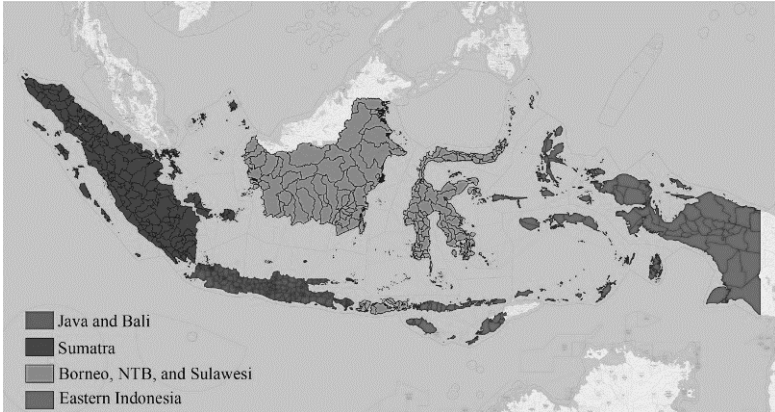 Java and Bali
Sumatra
Borneo, NTB, and Sulawesi
Eastern Indonesia